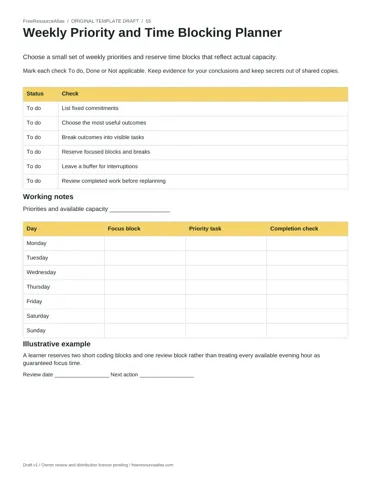 FreeResourceAtlas / ORIGINAL TEMPLATE DRAFT / 55
Weekly Priority and Time Blocking Planner
Choose a small set of weekly priorities and reserve time blocks that reflect actual capacity.
Mark each check To do, Done or Not applicable. Keep evidence for your conclusions and keep secrets out of shared copies.
Status Check
To do List fixed commitments
To do Choose the most useful outcomes
To do Break outcomes into visible tasks
To do Reserve focused blocks and breaks
To do Leave a buffer for interruptions
To do Review completed work before replanning
Working notes
Priorities and available capacity ____________________
Day Focus block Priority task Completion check
Monday
Tuesday
Wednesday
Thursday
Friday
Saturday
Sunday
Illustrative example
A learner reserves two short coding blocks and one review block rather than treating every available evening hour as
guaranteed focus time.
Review date ____________________ Next action ____________________
Draft v1 / Owner review and distribution licence pending / freeresourceatlas.com